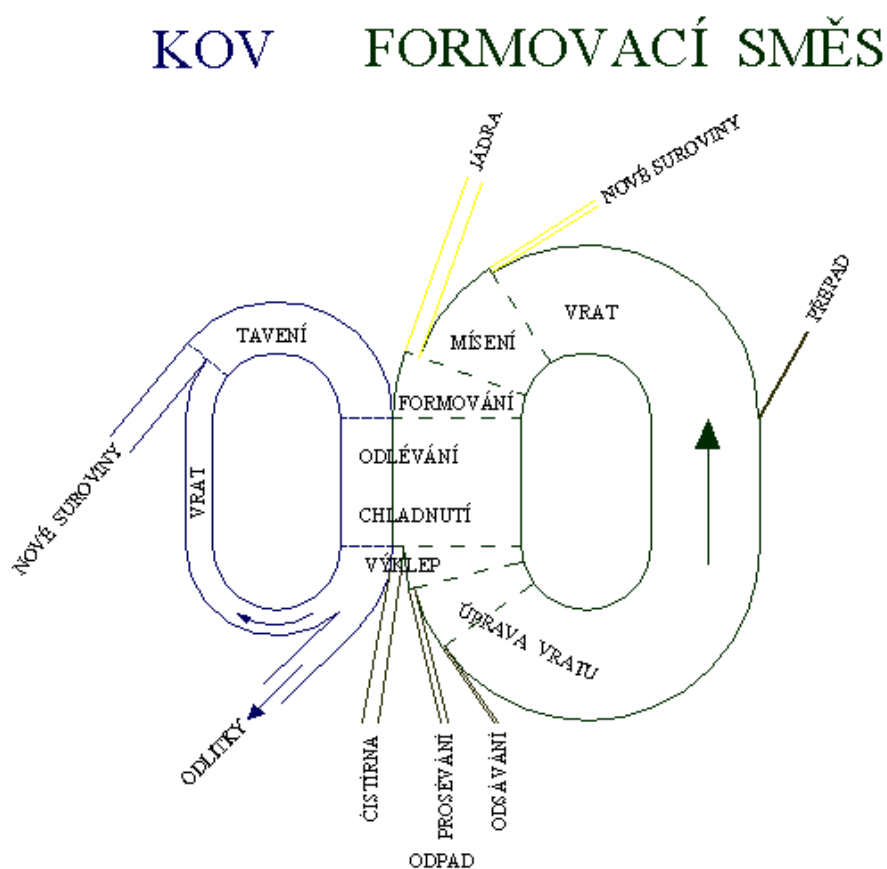 KOV FORMOVACÍ SMĚS
JÁDRA
NOVÉ SUROVINY
PŘEPAD
VRAT
TAVENÍ
MÍSENÍ
FORMOVÁNÍ
ODLÉVÁNÍ
NOVÉ SUROVINY
VRAT
CHLADNUTÍ
VÝKLEP
ÚPRAVA VRATU
ODLITKY
ČISTÍRNA
PROSÉVÁNÍ
ODSÁVÁNÍ
ODPAD